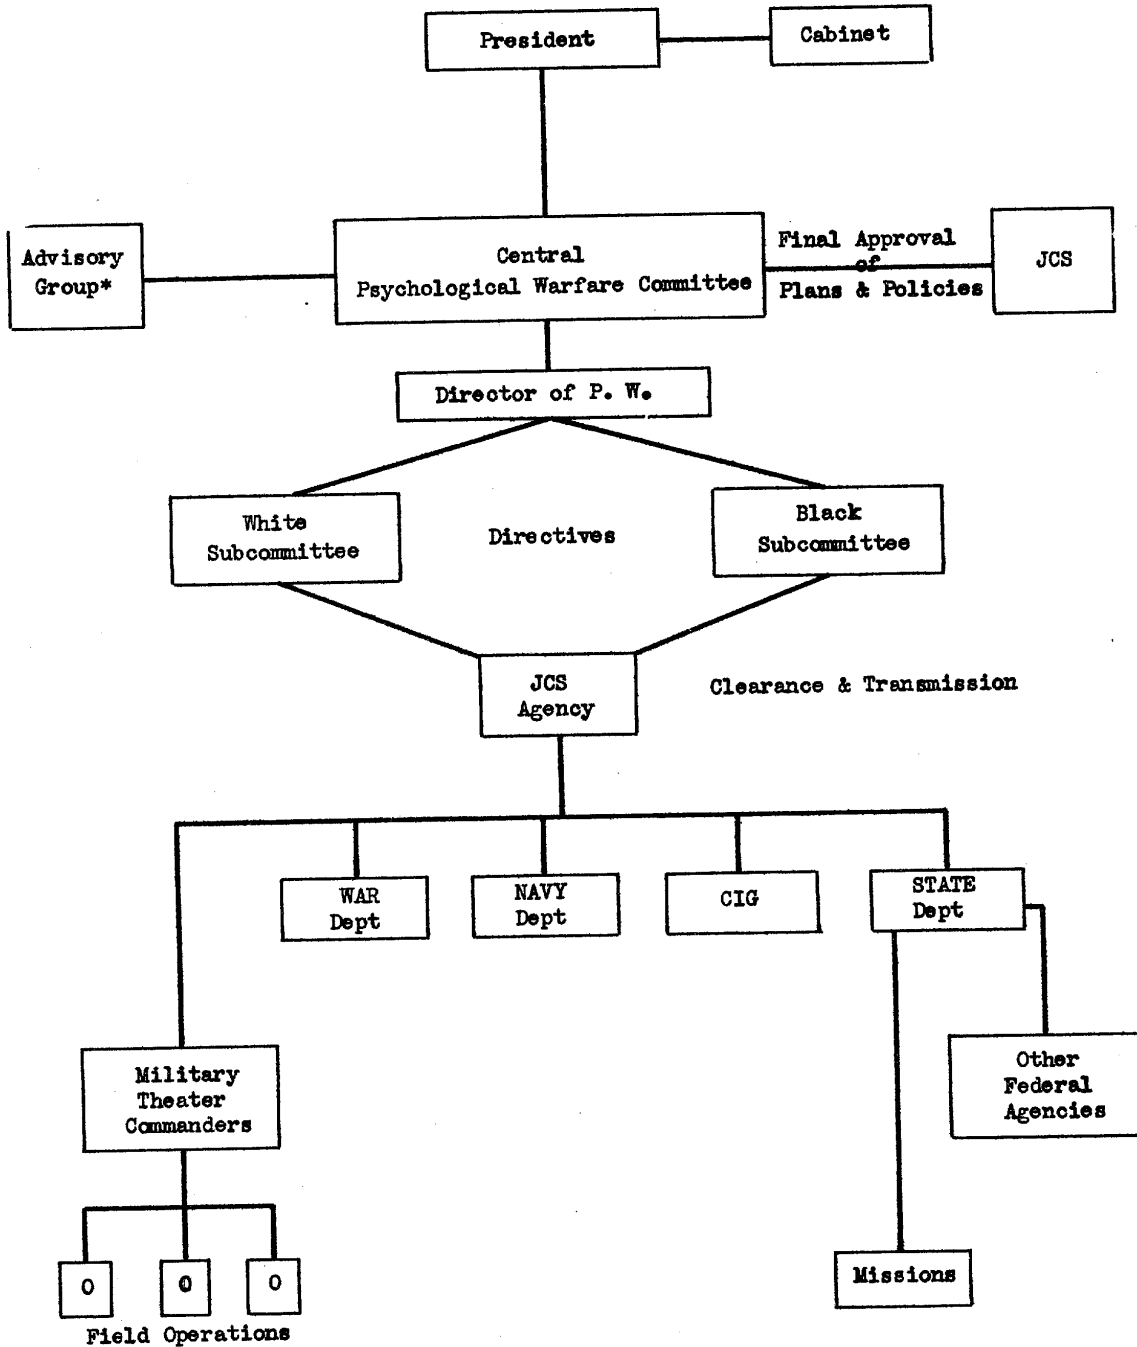 President
Cabinet
Advisory
Group*
Central
Psychological Warfare Committee
Final Approval
of
Plans & Policies
JCS
Director of P. W.
White
Subcommittee
Directives
Black
Subcommittee
JCS
Agency
Clearance & Transmission
WAR
Dept
NAVY
Dept
CIG
STATE
Dept
Military
Theater
Commanders
Other
Federal
Agencies
O
O
O
Field Operations
Missions